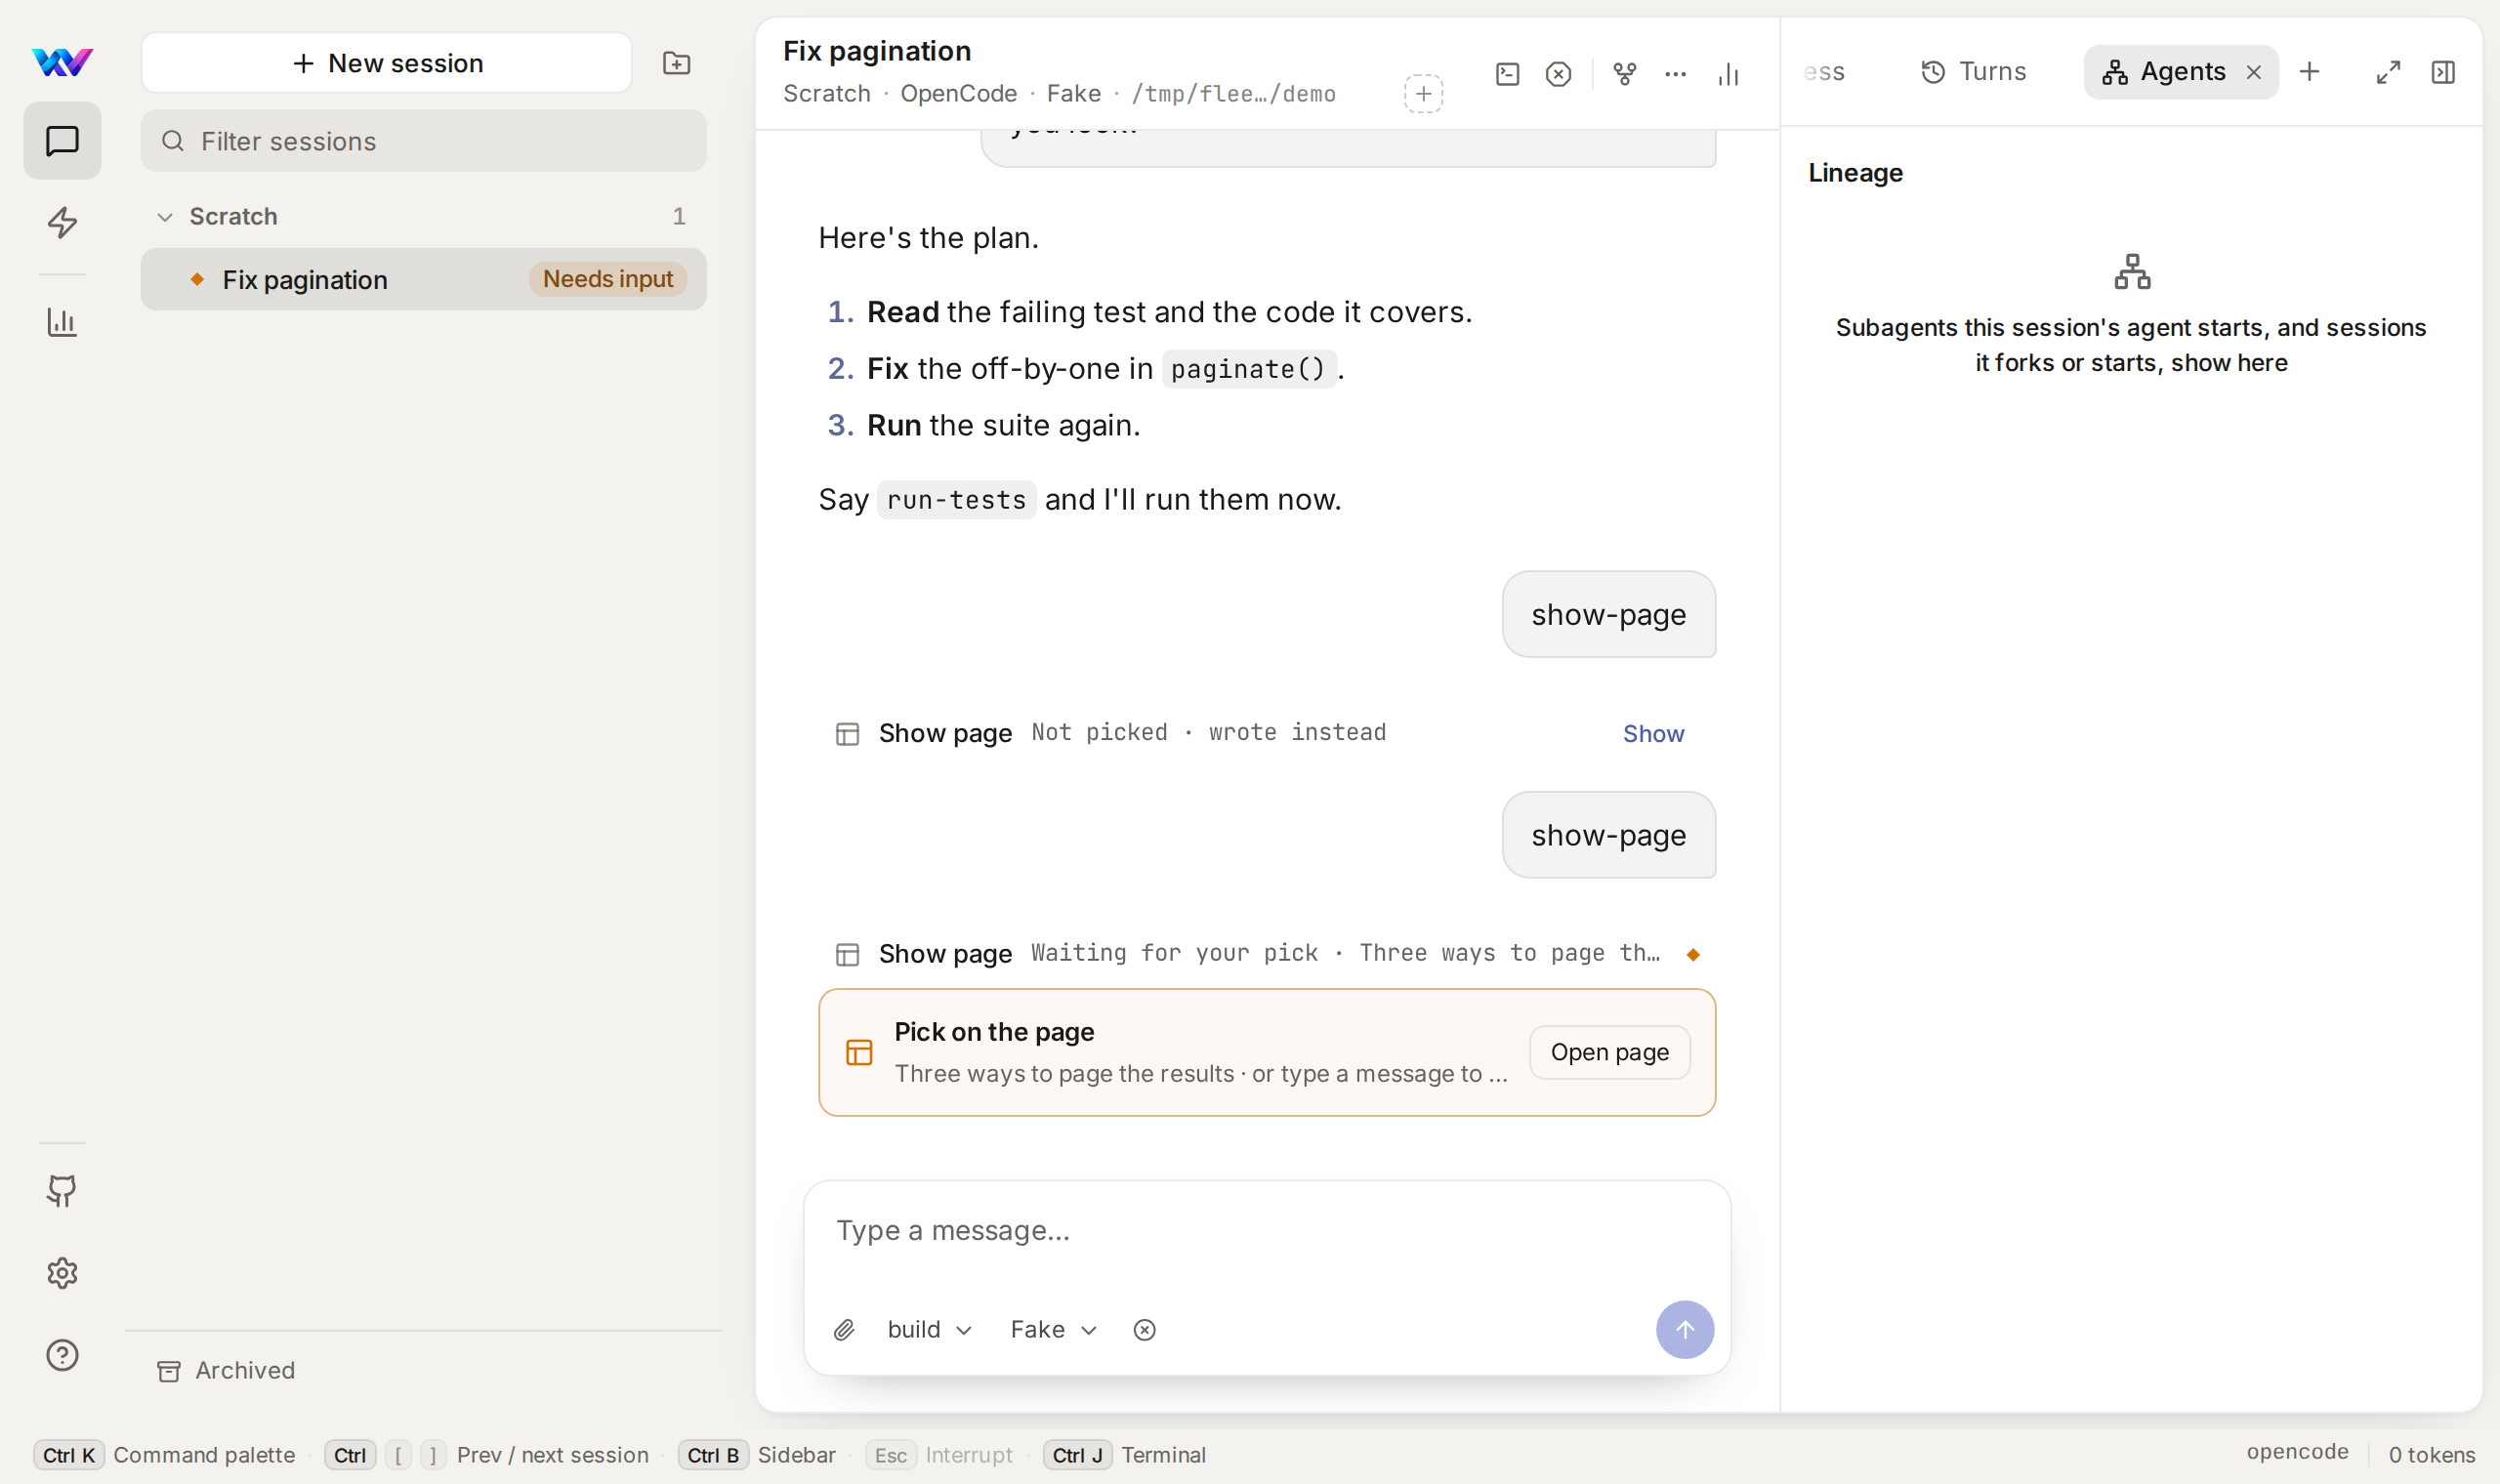 New session
Filter sessions
Scratch 1
Fix pagination Needs input
Archived
Fix pagination
Scratch · OpenCode · Fake · /tmp/flee…/demo
Here's the plan.
1. Read the failing test and the code it covers.
2. Fix the off-by-one in paginate().
3. Run the suite again.
Say run-tests and I'll run them now.
show-page
Show page Not picked · wrote instead Show
show-page
Show page Waiting for your pick · Three ways to page th…
Pick on the page
Three ways to page the results · or type a message to …
Open page
Type a message...
build Fake
ess Turns Agents
Lineage
Subagents this session's agent starts, and sessions
it forks or starts, show here
Ctrl K Command palette · Ctrl [ ] Prev / next session · Ctrl B Sidebar · Esc Interrupt · Ctrl J Terminal
opencode 0 tokens